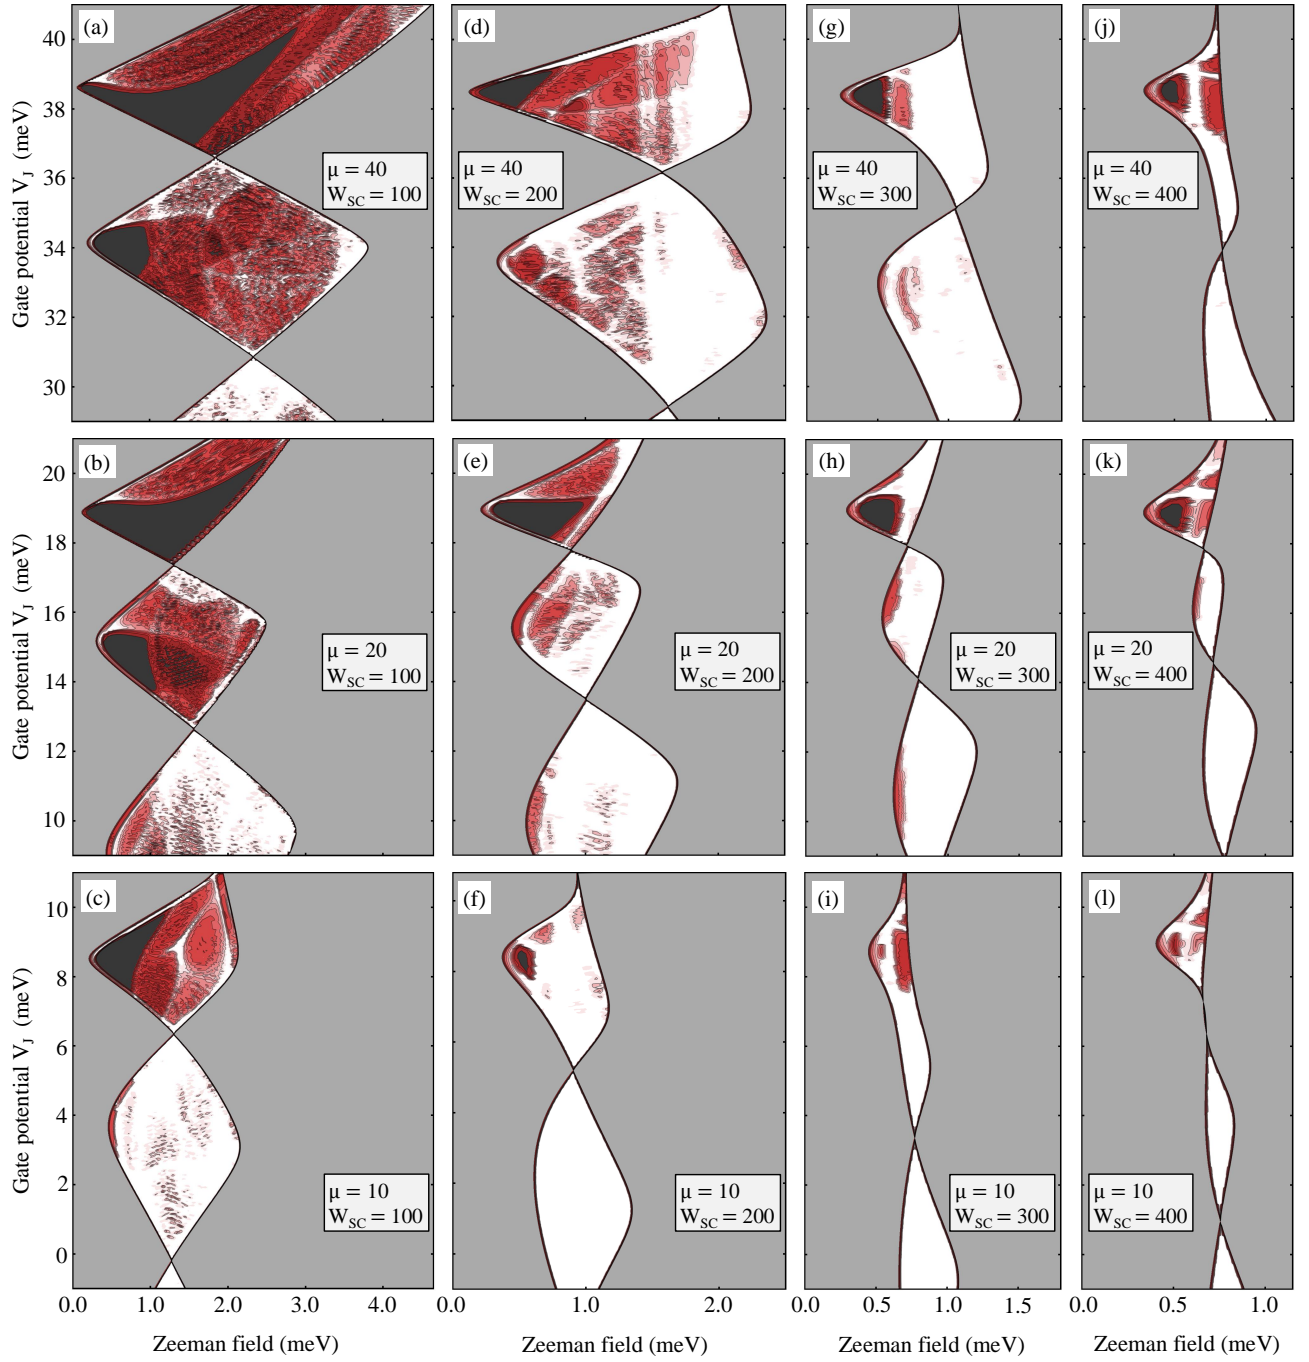 (a)
(d)
(g)
(j)
40
38
36
34
32
30
Gate potential V_J (meV)
μ = 40
W_SC = 100
μ = 40
W_SC = 200
μ = 40
W_SC = 300
μ = 40
W_SC = 400
(b)
(e)
(h)
(k)
20
18
16
14
12
10
Gate potential V_J (meV)
μ = 20
W_SC = 100
μ = 20
W_SC = 200
μ = 20
W_SC = 300
μ = 20
W_SC = 400
(c)
(f)
(i)
(l)
10
8
6
4
2
0
Gate potential V_J (meV)
μ = 10
W_SC = 100
μ = 10
W_SC = 200
μ = 10
W_SC = 300
μ = 10
W_SC = 400
0.0 1.0 2.0 3.0 4.0
0.0 1.0 2.0
0.0 0.5 1.0 1.5
0.0 0.5 1.0
Zeeman field (meV)
Zeeman field (meV)
Zeeman field (meV)
Zeeman field (meV)